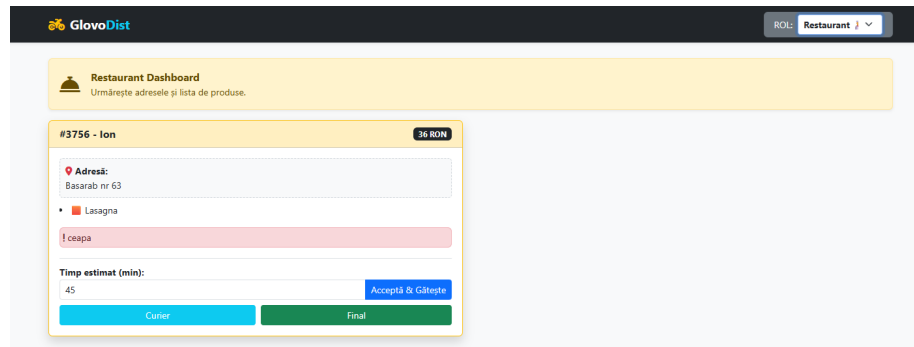 GlovoDist
ROL: Restaurant
Restaurant Dashboard
Urmărește adresele și lista de produse.
#3756 - Ion 36 RON
Adresă:
Basarab nr 63
Lasagna
! ceapa
Timp estimat (min):
45 Acceptă & Gătește
Curier Final